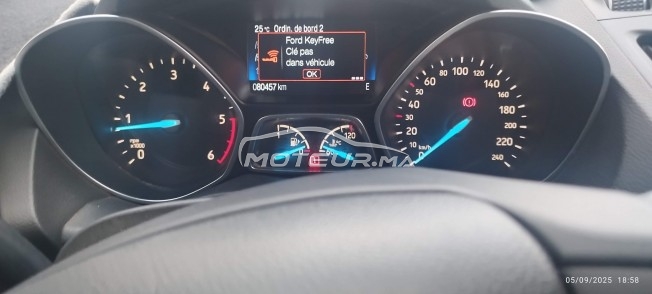 25°C Ordin. de bord 2
Ford KeyFree
Clé pas
dans véhicule
OK
080457 km
E
0 1 2 3 4 5 6
rpm
x1000
120
°C
0 10 20 30 40 60 80 100 120 140 160 180 200 220 240
km/h
MOTEUR.MA
05/09/2025 18:58